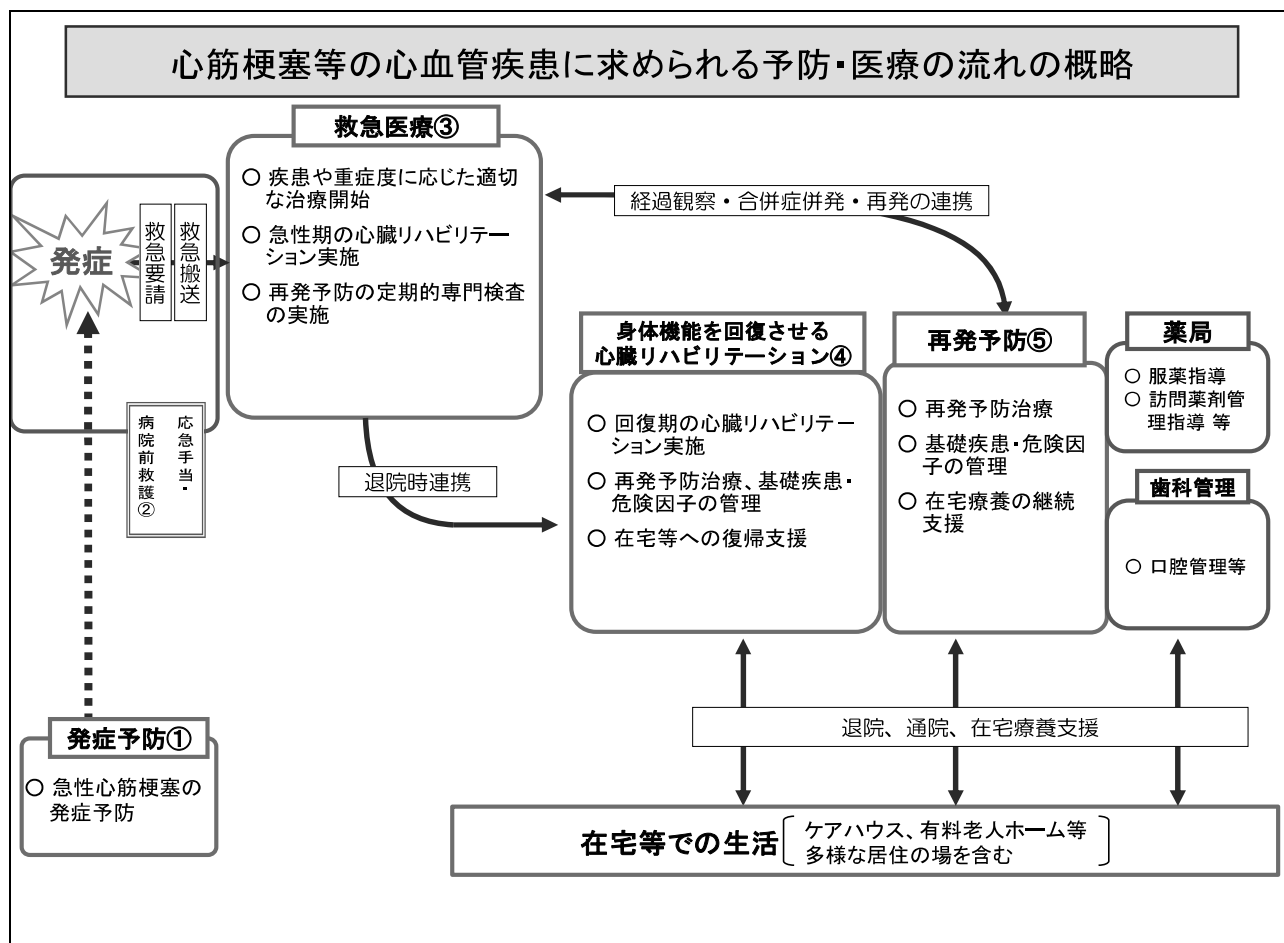 心筋梗塞等の心血管疾患に求められる予防・医療の流れの概略
救急医療③
○ 疾患や重症度に応じた適切
な治療開始
○ 急性期の心臓リハビリテー
ション実施
○ 再発予防の定期的専門検査
の実施
発症
救急要請
救急搬送
応急手当・
病院前救護②
経過観察・合併症併発・再発の連携
退院時連携
身体機能を回復させる
心臓リハビリテーション④
○ 回復期の心臓リハビリテー
ション実施
○ 再発予防治療、基礎疾患・
危険因子の管理
○ 在宅等への復帰支援
再発予防⑤
○ 再発予防治療
○ 基礎疾患・危険因
子の管理
○ 在宅療養の継続
支援
薬局
○ 服薬指導
○ 訪問薬剤管
理指導 等
歯科管理
○ 口腔管理等
発症予防①
○ 急性心筋梗塞の
発症予防
退院、通院、在宅療養支援
在宅等での生活
ケアハウス、有料老人ホーム等
多様な居住の場を含む